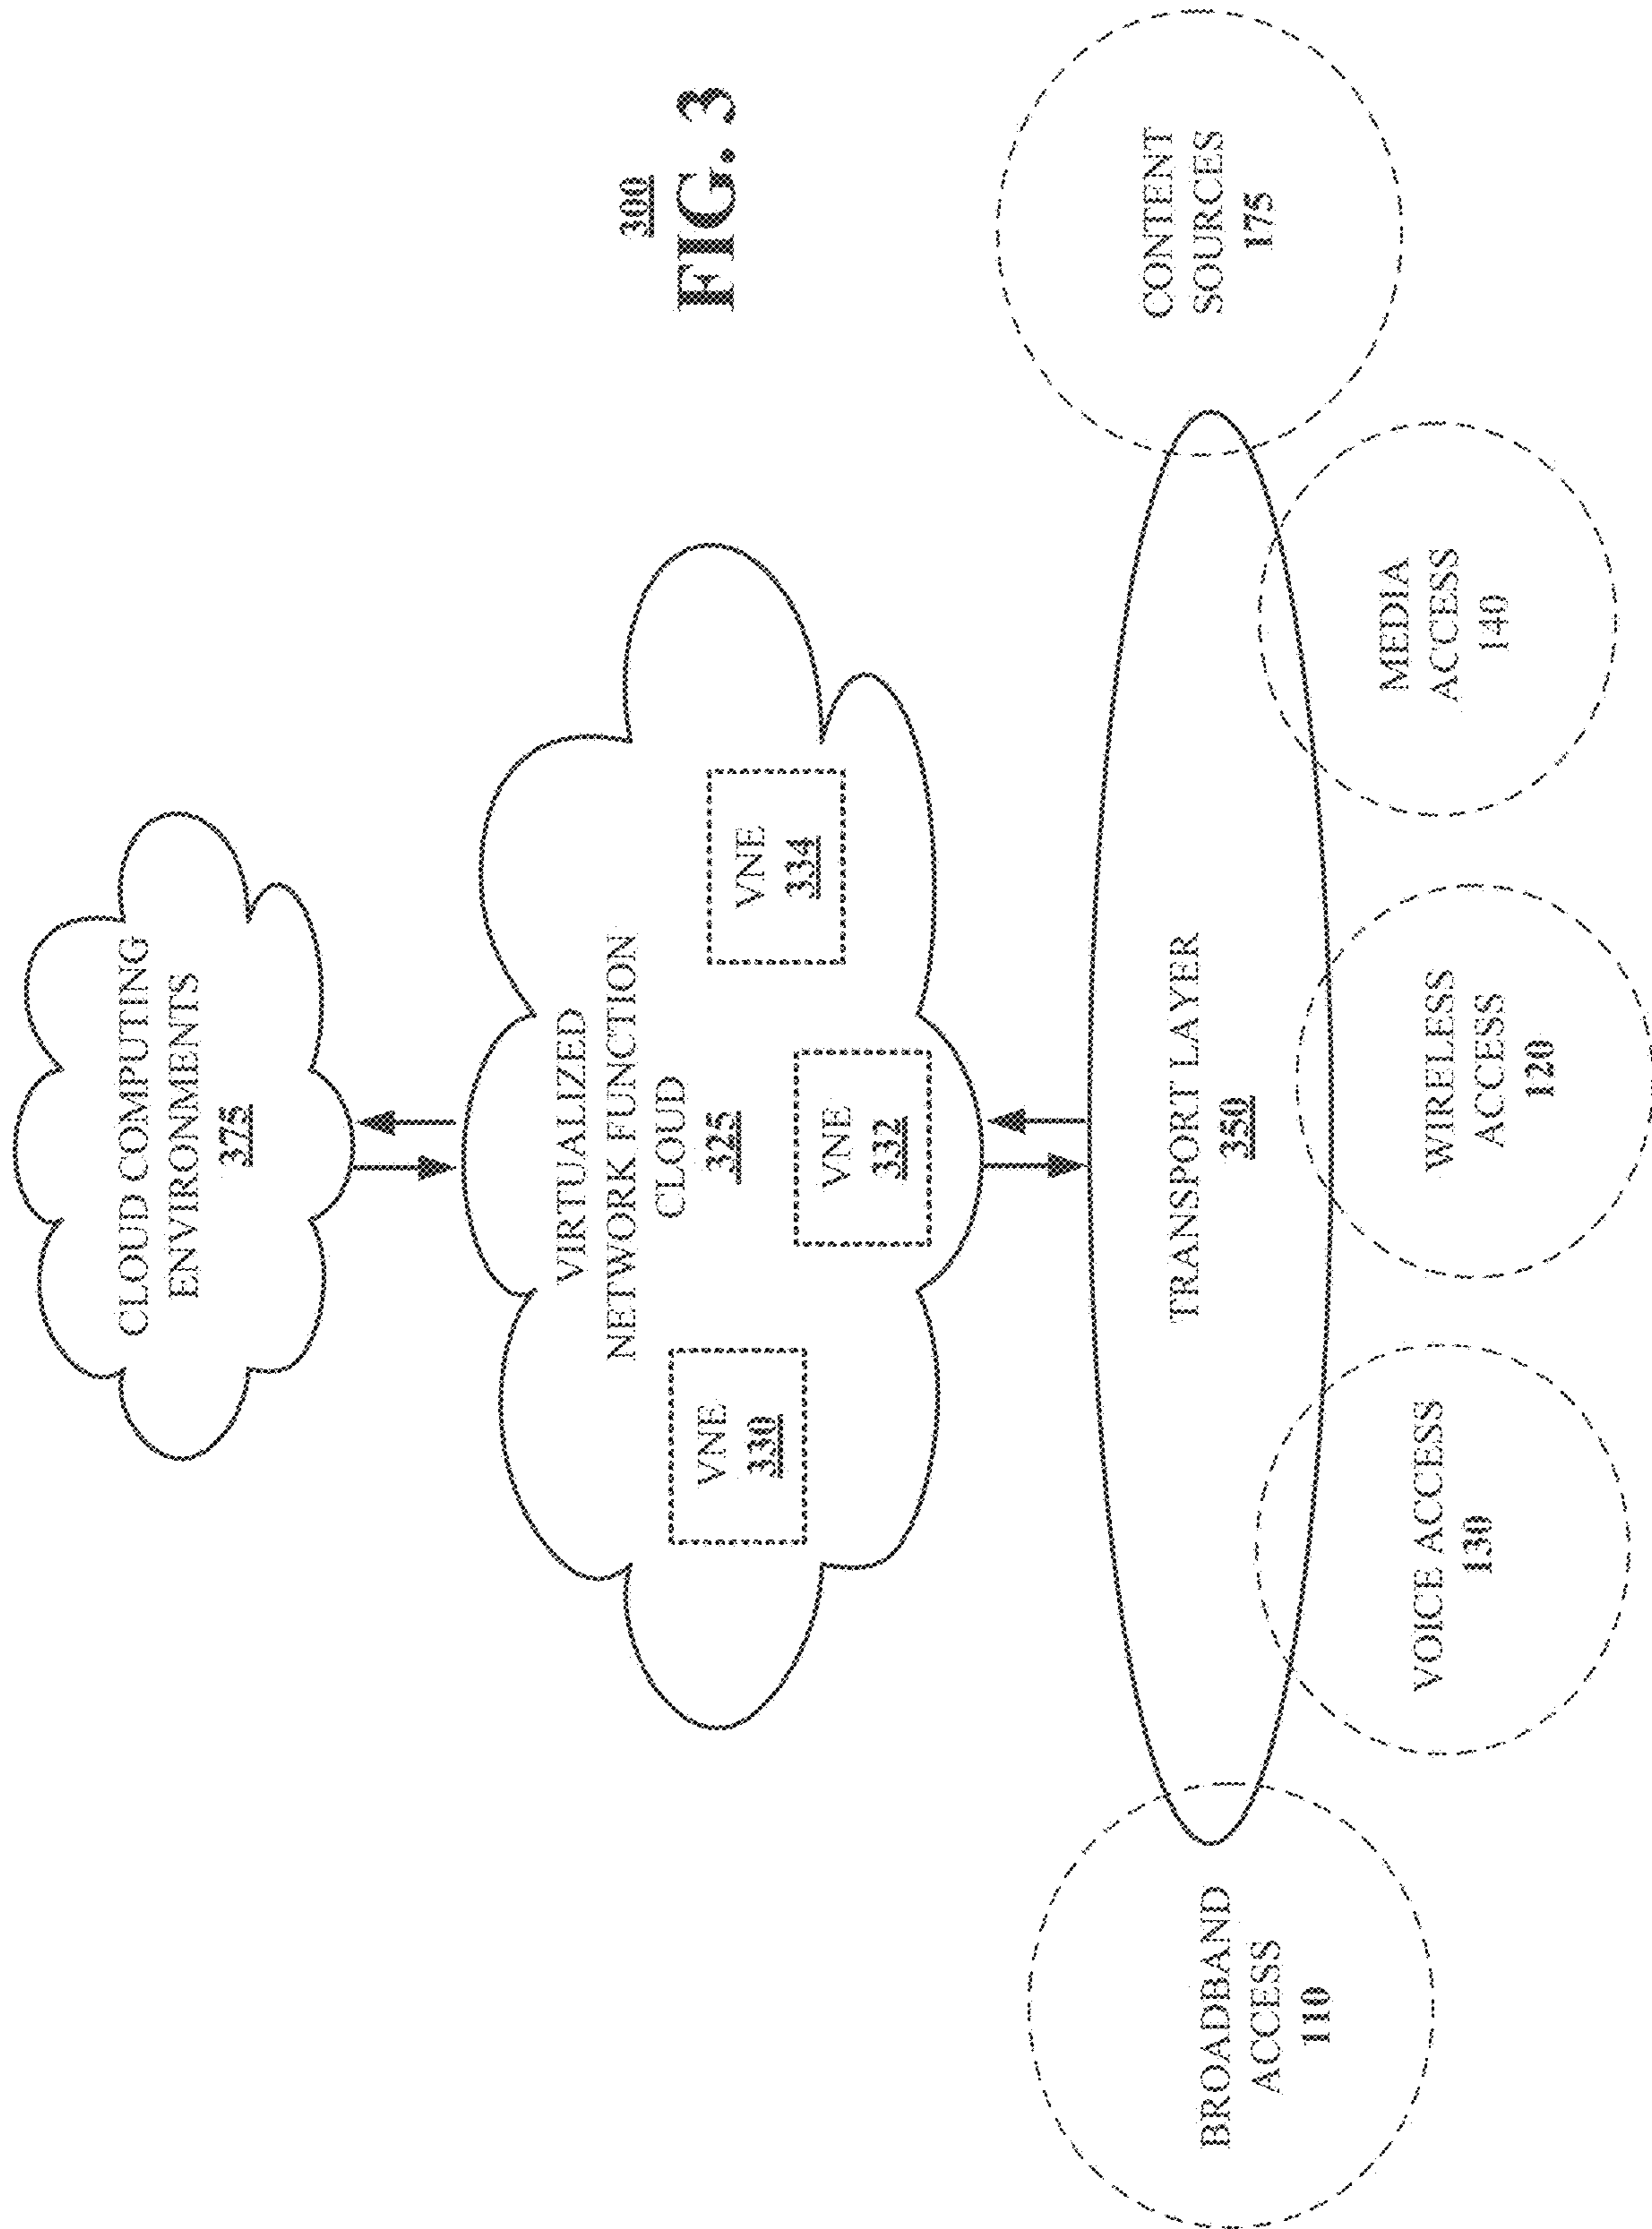 CLOUD COMPUTING
ENVIRONMENTS
375
VIRTUALIZED
NETWORK FUNCTION
CLOUD
325
VNE
330
VNE
332
VNE
334
300
FIG. 3
TRANSPORT LAYER
350
BROADBAND
ACCESS
110
VOICE ACCESS
130
WIRELESS
ACCESS
120
MEDIA
ACCESS
140
CONTENT
SOURCES
175